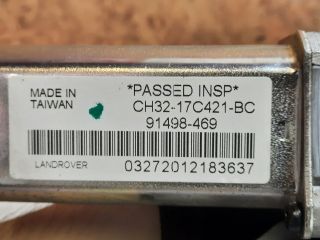 MADE IN *PASSED INSP*
TAIWAN CH32-17C421-BC
91498-469
LANDROVER 03272012183637